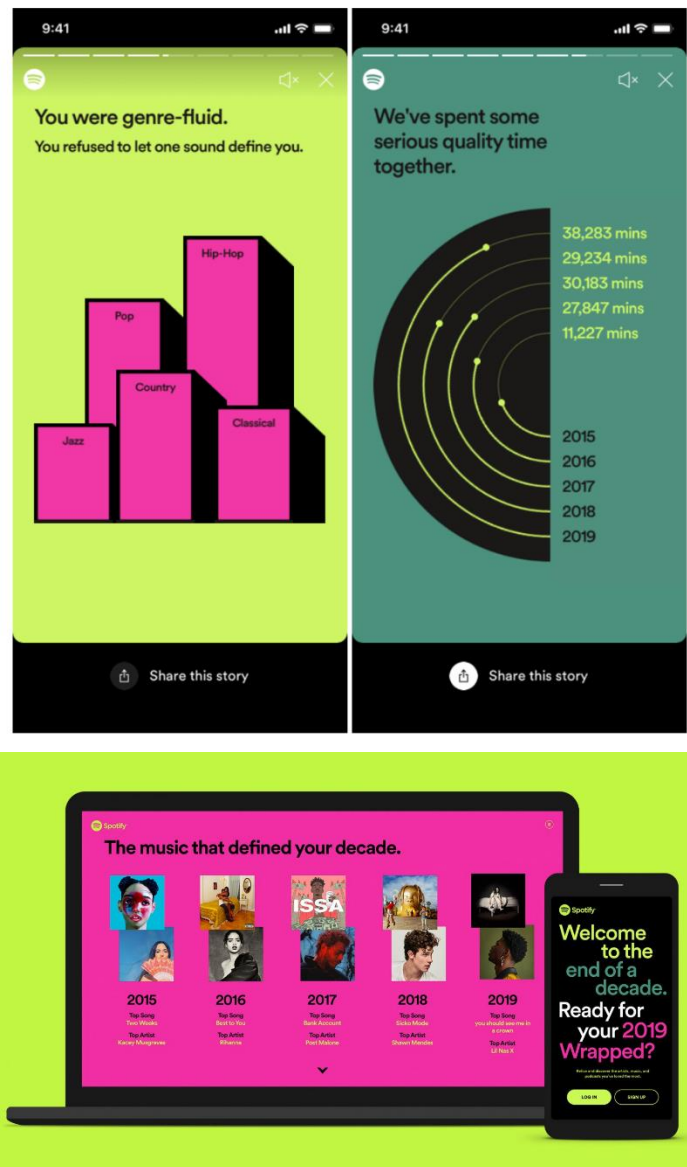 9:41
You were genre-fluid.
You refused to let one sound define you.
Hip-Hop
Pop
Country
Classical
Jazz
Share this story
9:41
We've spent some
serious quality time
together.
38,283 mins
29,234 mins
30,183 mins
27,847 mins
11,227 mins
2015
2016
2017
2018
2019
Share this story
Spotify
The music that defined your decade.
ISSA
2015
Top Song
Two Weeks
Top Artist
Kacey Musgraves
2016
Top Song
Best to You
Top Artist
Rihanna
2017
Top Song
Bank Account
Top Artist
Post Malone
2018
Top Song
Sicko Mode
Top Artist
Shawn Mendes
2019
Top Song
you should see me in
a crown
Top Artist
Lil Nas X
Spotify
Welcome
to the
end of a
decade.
Ready for
your 2019
Wrapped?
LOG IN
SIGN UP